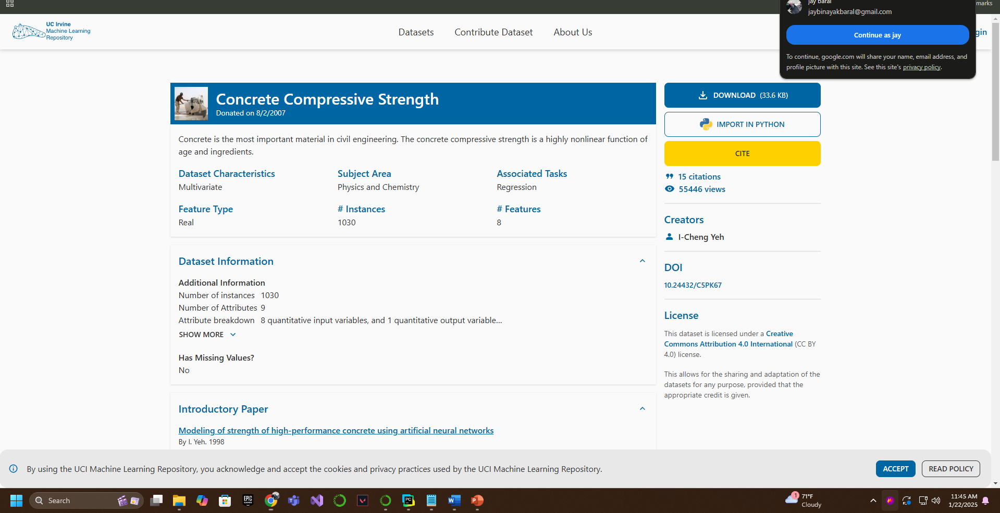 jay baral
jaybinayakbaral@gmail.com
marks
Continue as jay
To continue, google.com will share your name, email address, and
profile picture with this site. See this site's privacy policy.
UC Irvine
Machine Learning
Repository
Datasets
Contribute Dataset
About Us
gin
Concrete Compressive Strength
Donated on 8/2/2007
Concrete is the most important material in civil engineering. The concrete compressive strength is a highly nonlinear function of
age and ingredients.
Dataset Characteristics
Multivariate
Subject Area
Physics and Chemistry
Associated Tasks
Regression
Feature Type
Real
# Instances
1030
# Features
8
Dataset Information
Additional Information
Number of instances 1030
Number of Attributes 9
Attribute breakdown 8 quantitative input variables, and 1 quantitative output variable...
SHOW MORE
Has Missing Values?
No
Introductory Paper
Modeling of strength of high-performance concrete using artificial neural networks
By I. Yeh. 1998
DOWNLOAD (33.6 KB)
IMPORT IN PYTHON
CITE
15 citations
55446 views
Creators
I-Cheng Yeh
DOI
10.24432/C5PK67
License
This dataset is licensed under a Creative
Commons Attribution 4.0 International (CC BY
4.0) license.
This allows for the sharing and adaptation of the
datasets for any purpose, provided that the
appropriate credit is given.
By using the UCI Machine Learning Repository, you acknowledge and accept the cookies and privacy practices used by the UCI Machine Learning Repository.
ACCEPT
READ POLICY
Search
EPIC
GAMES
T
PC
W
P
1
71°F
Cloudy
11:45 AM
1/22/2025